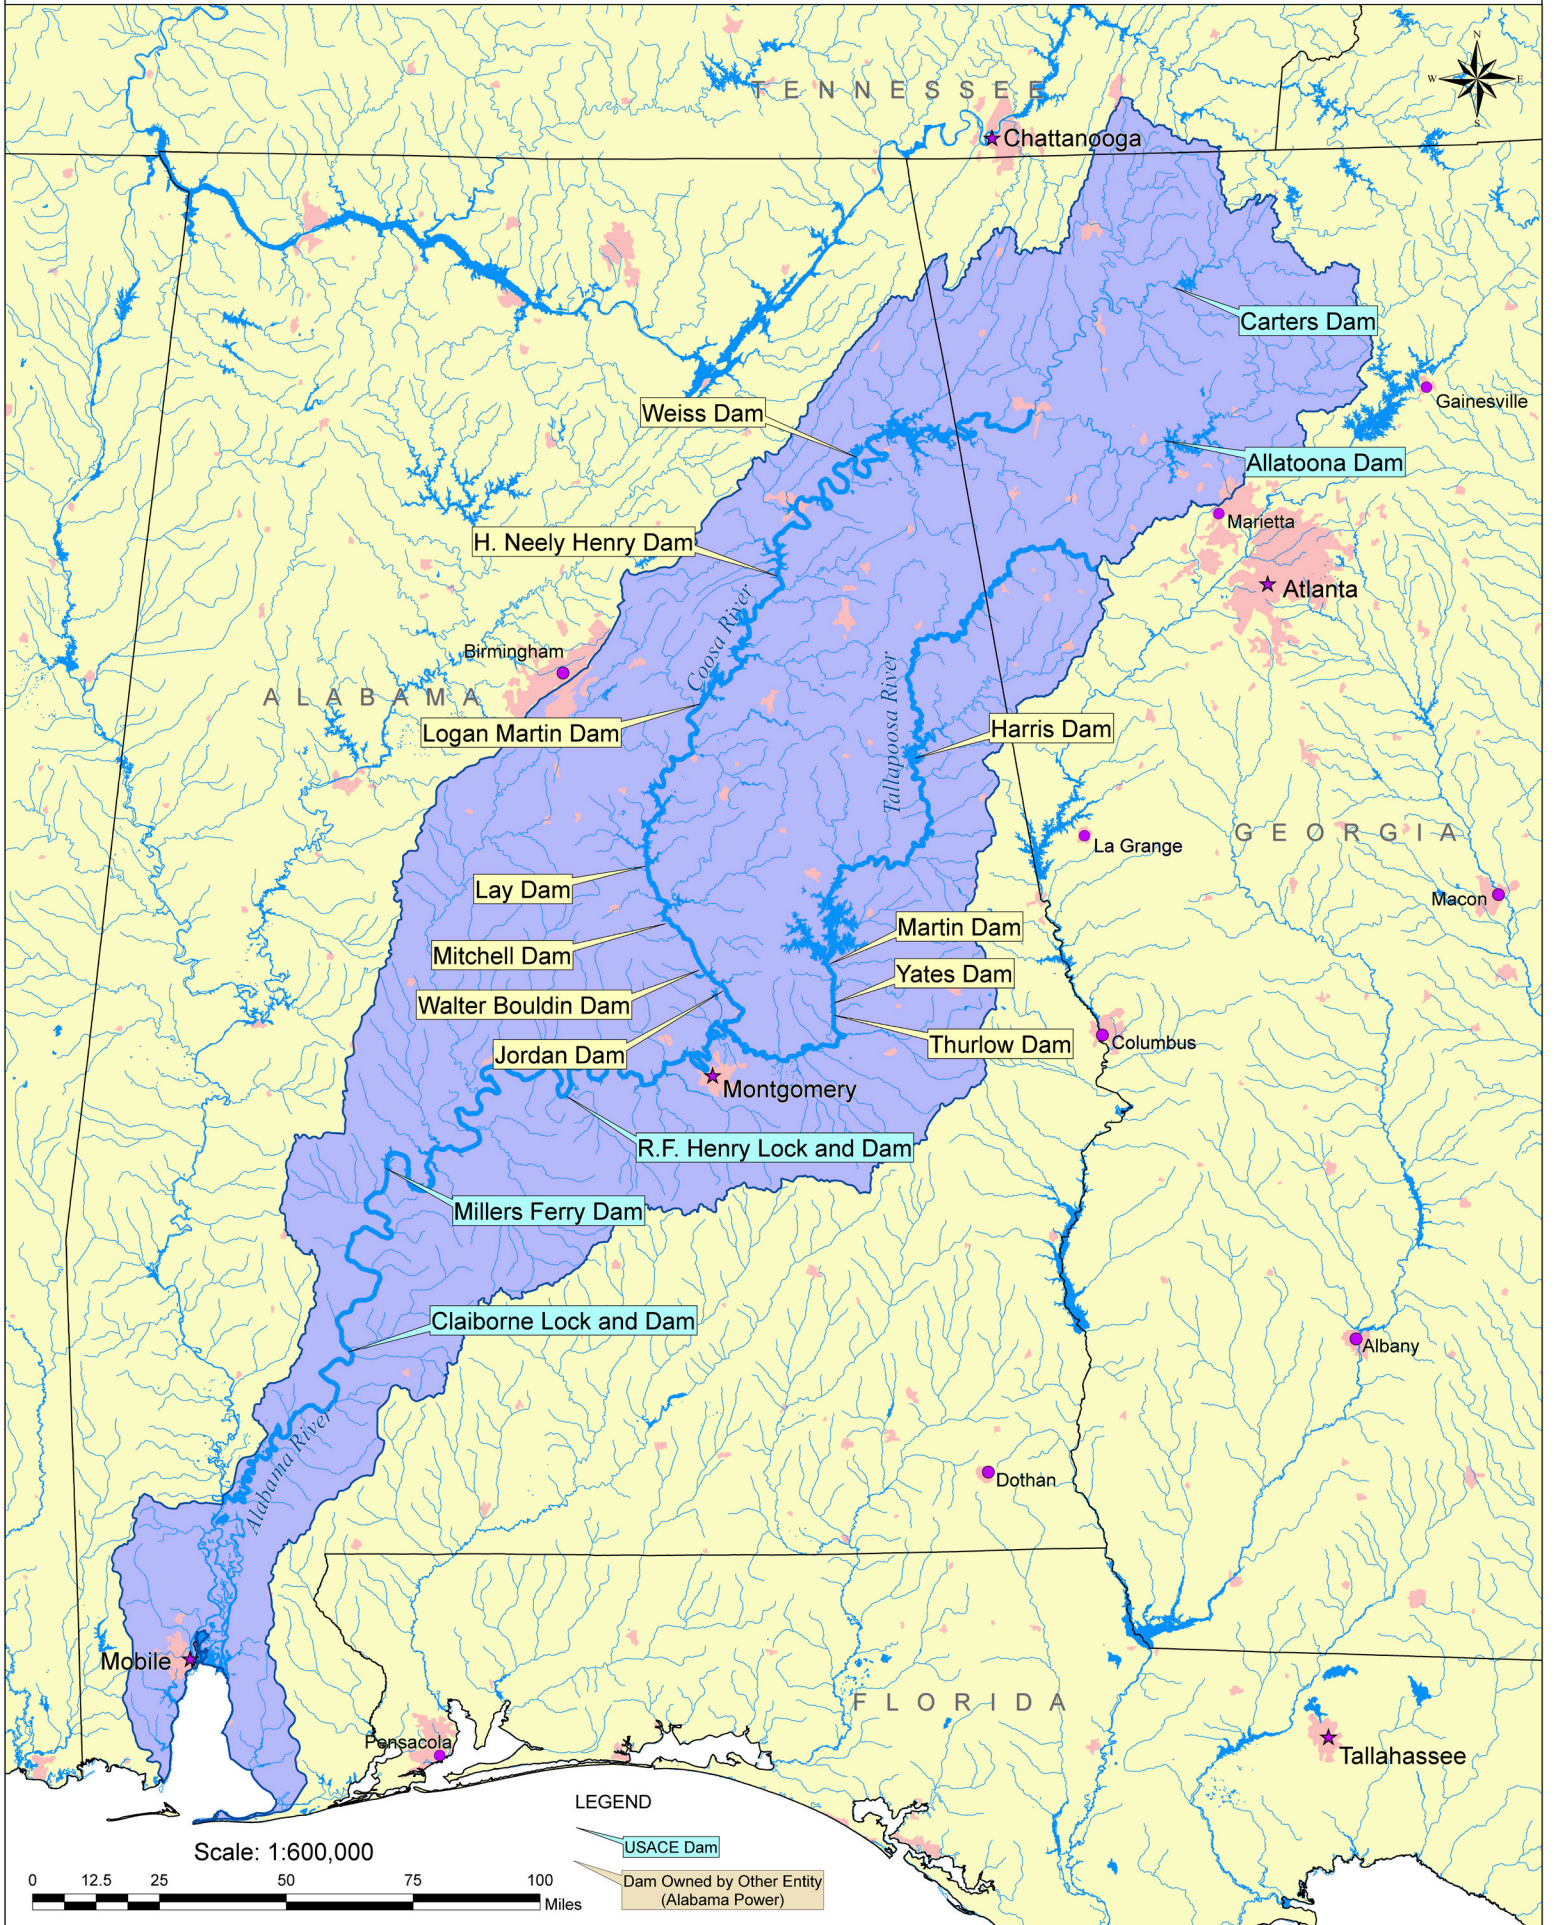 N
W E
S
TENNESSEE
Chattanooga
Carters Dam
Gainesville
Weiss Dam
Allatoona Dam
Marietta
H. Neely Henry Dam
Atlanta
Coosa River
Birmingham
ALABAMA
Tallapoosa River
Logan Martin Dam
Harris Dam
GEORGIA
La Grange
Lay Dam
Macon
Martin Dam
Mitchell Dam
Yates Dam
Walter Bouldin Dam
Thurlow Dam
Columbus
Jordan Dam
Montgomery
R.F. Henry Lock and Dam
Millers Ferry Dam
Claiborne Lock and Dam
Albany
Alabama River
Dothan
Mobile
FLORIDA
Pensacola
Tallahassee
LEGEND
USACE Dam
Dam Owned by Other Entity
(Alabama Power)
Scale: 1:600,000
0 12.5 25 50 75 100
Miles